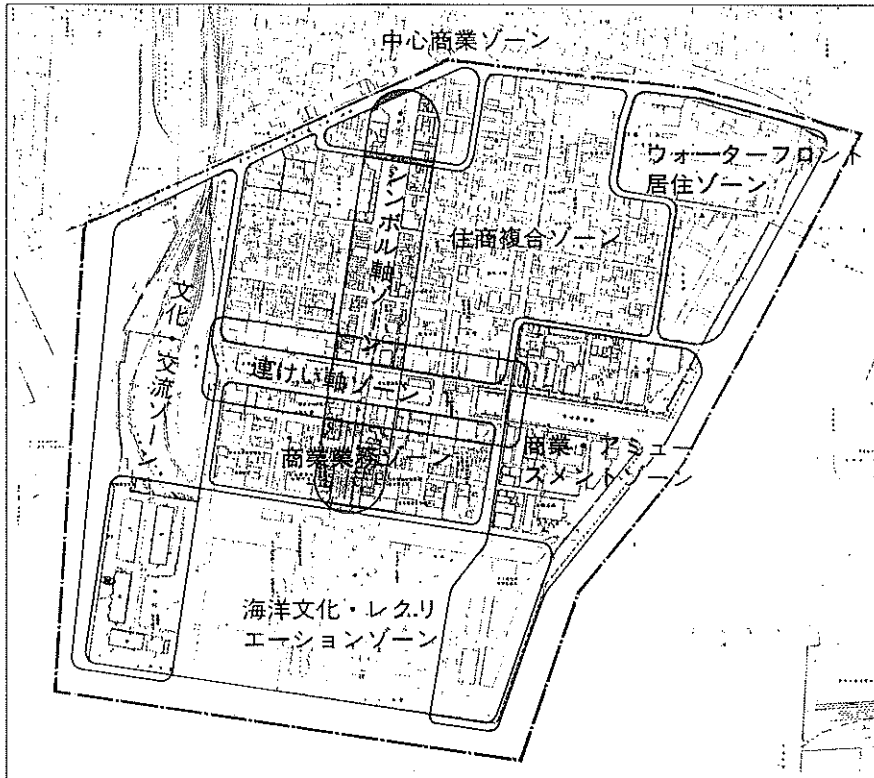 中心商業ゾーン
ウォーターフロント
居住ゾーン
シンボル軸ゾーン
住商複合ゾーン
文化・交流ゾーン
連けい軸ゾーン
商業業務ゾーン
商業・アミュー
ズメントゾーン
海洋文化・レクリ
エーションゾーン